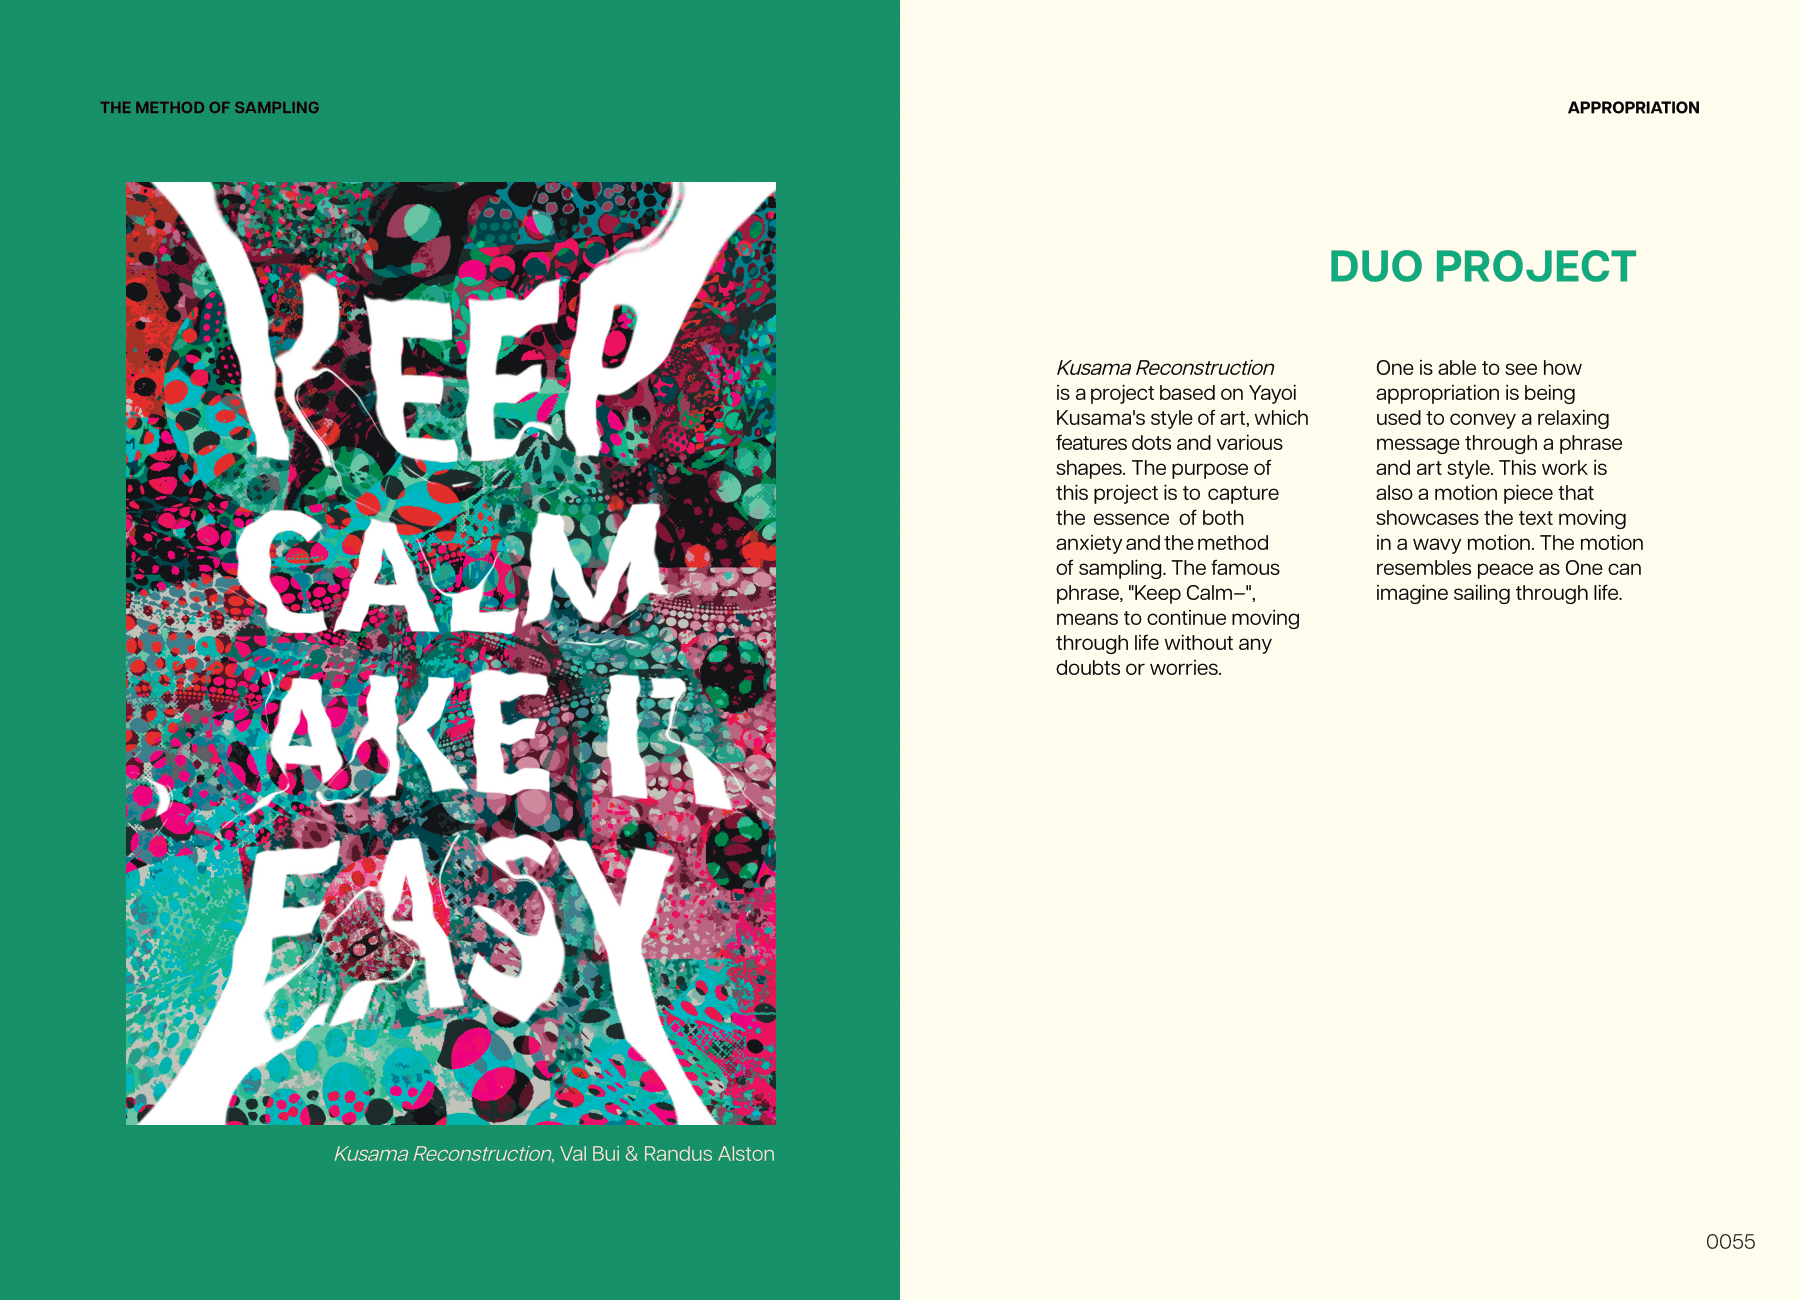 THE METHOD OF SAMPLING
KEEP
CALM
AKE IT
EASY
Kusama Reconstruction, Val Bui & Randus Alston
APPROPRIATION
DUO PROJECT
Kusama Reconstruction
is a project based on Yayoi
Kusama's style of art, which
features dots and various
shapes. The purpose of
this project is to capture
the essence of both
anxiety and the method
of sampling. The famous
phrase, "Keep Calm–",
means to continue moving
through life without any
doubts or worries.
One is able to see how
appropriation is being
used to convey a relaxing
message through a phrase
and art style. This work is
also a motion piece that
showcases the text moving
in a wavy motion. The motion
resembles peace as One can
imagine sailing through life.
0055